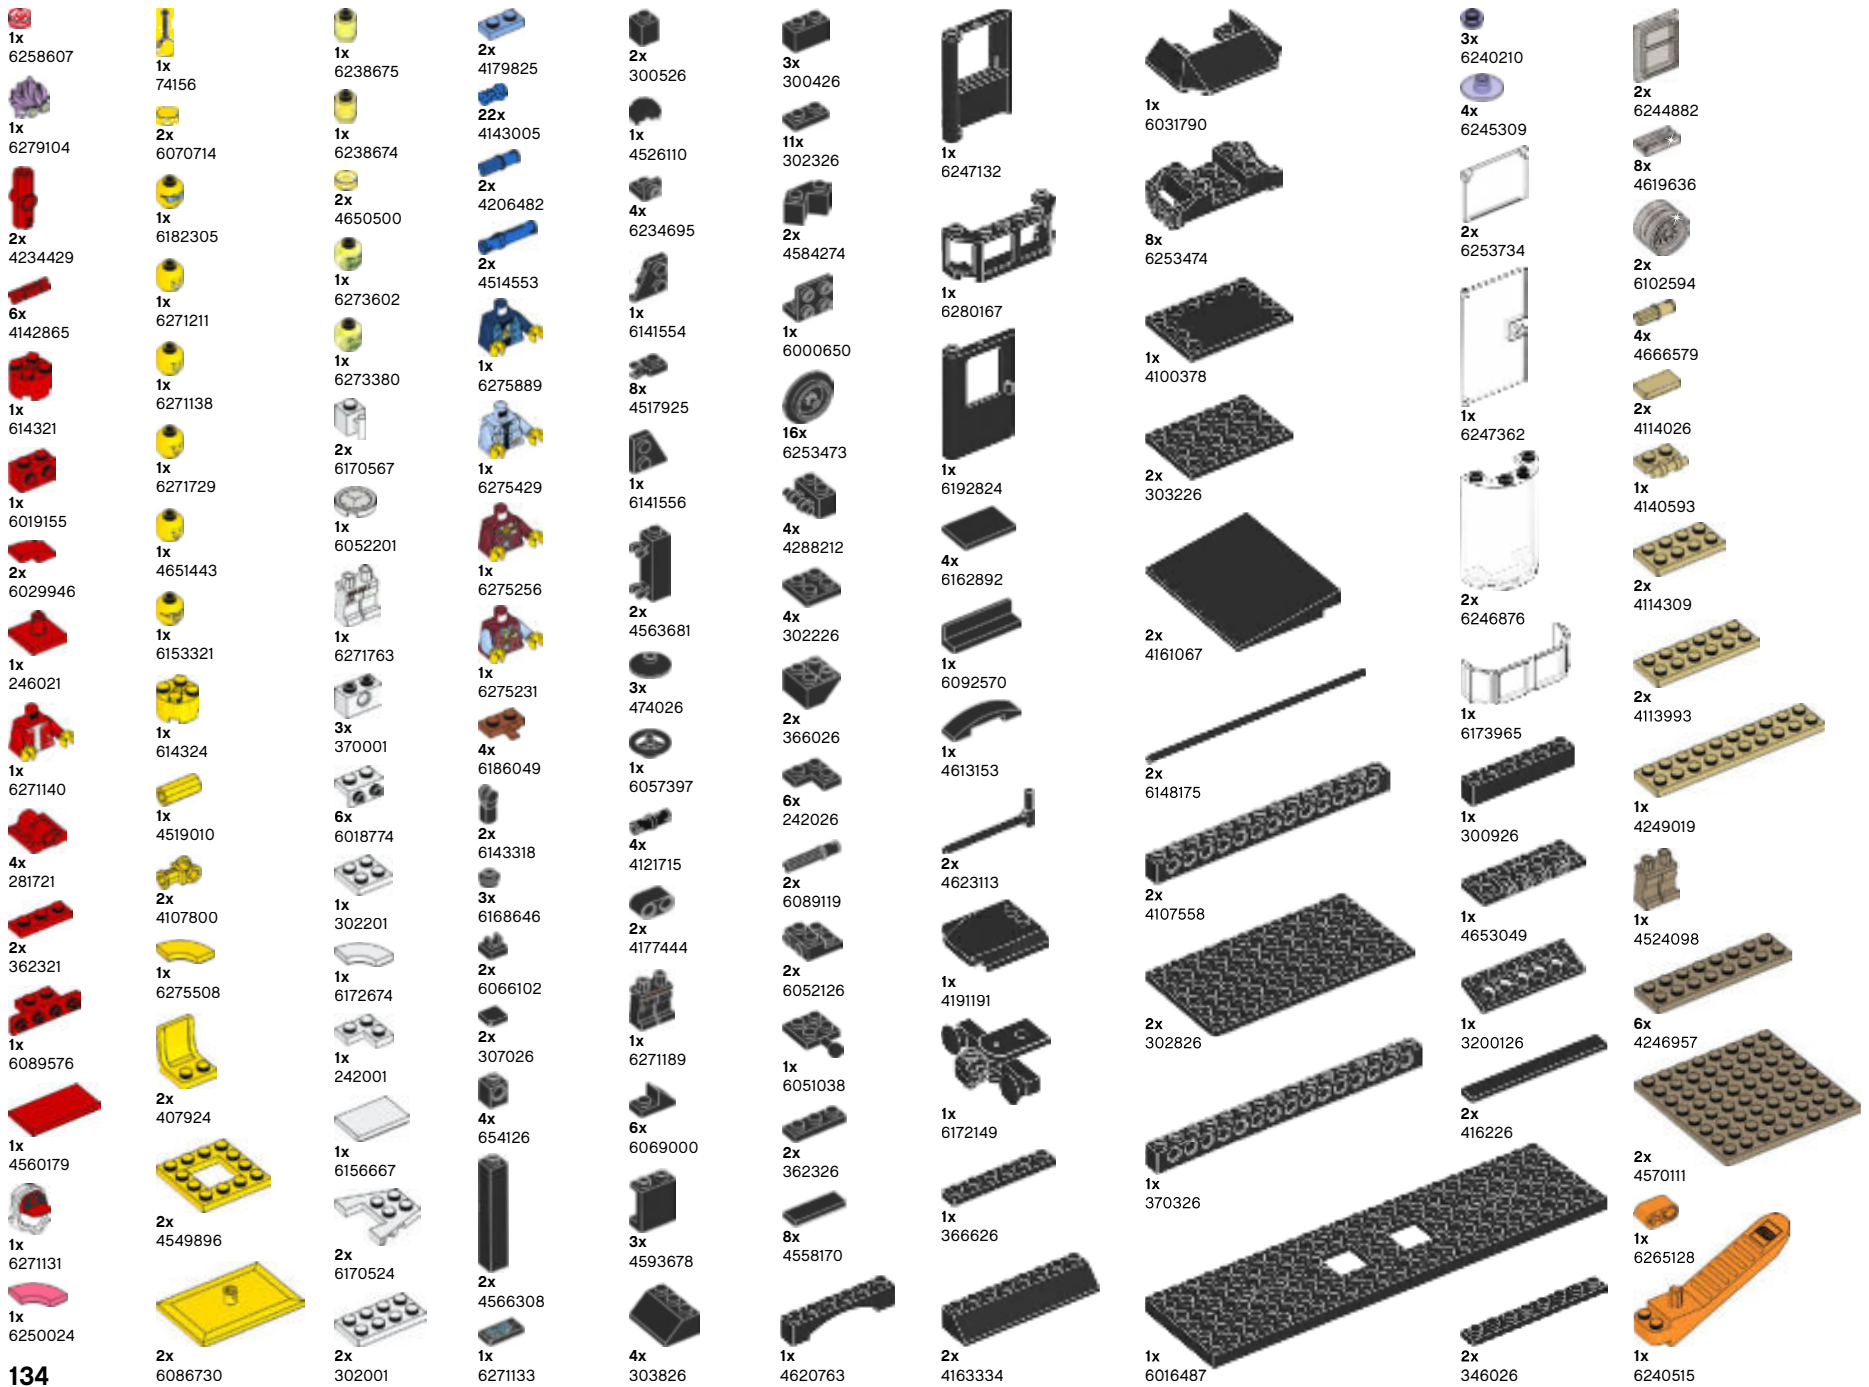 1x
6258607
1x
6279104
2x
4234429
6x
4142865
1x
614321
1x
6019155
2x
6029946
1x
246021
1x
6271140
4x
281721
2x
362321
1x
6089576
1x
4560179
1x
6271131
1x
6250024
134
1x
74156
2x
6070714
1x
6182305
1x
6271211
1x
6271138
1x
6271729
1x
4651443
1x
6153321
1x
614324
1x
4519010
2x
4107800
1x
6275508
2x
407924
2x
4549896
2x
6086730
1x
6238675
1x
6238674
2x
4650500
1x
6273602
1x
6273380
2x
6170567
1x
6052201
1x
6271763
3x
370001
6x
6018774
1x
302201
1x
6172674
1x
242001
1x
6156667
2x
6170524
2x
302001
2x
4179825
22x
4143005
2x
4206482
2x
4514553
1x
6275889
1x
6275429
1x
6275256
1x
6275231
4x
6186049
2x
6143318
3x
6168646
2x
6066102
2x
307026
4x
654126
2x
4566308
1x
6271133
2x
300526
1x
4526110
4x
6234695
1x
6141554
8x
4517925
1x
6141556
2x
4563681
3x
474026
1x
6057397
4x
4121715
2x
4177444
1x
6271189
6x
6069000
3x
4593678
4x
303826
3x
300426
11x
302326
2x
4584274
1x
6000650
16x
6253473
4x
4288212
4x
302226
2x
366026
6x
242026
2x
6089119
2x
6052126
1x
6051038
2x
362326
8x
4558170
1x
4620763
1x
6247132
1x
6280167
1x
6192824
4x
6162892
1x
6092570
1x
4613153
2x
4623113
1x
4191191
1x
6172149
1x
366626
2x
4163334
1x
6031790
8x
6253474
1x
4100378
2x
303226
2x
4161067
2x
6148175
2x
4107558
2x
302826
1x
370326
1x
6016487
3x
6240210
4x
6245309
2x
6253734
1x
6247362
2x
6246876
1x
6173965
1x
300926
1x
4653049
1x
3200126
2x
416226
2x
346026
2x
6244882
8x
4619636
2x
6102594
4x
4666579
2x
4114026
1x
4140593
2x
4114309
2x
4113993
1x
4249019
1x
4524098
6x
4246957
2x
4570111
1x
6265128
1x
6240515